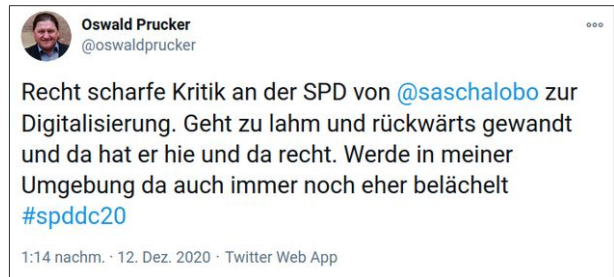 Oswald Prucker
@oswaldprucker
Recht scharfe Kritik an der SPD von @saschalobo zur
Digitalisierung. Geht zu lahm und rückwärts gewandt
und da hat er hie und da recht. Werde in meiner
Umgebung da auch immer noch eher belächelt
#spddc20
1:14 nachm. · 12. Dez. 2020 · Twitter Web App